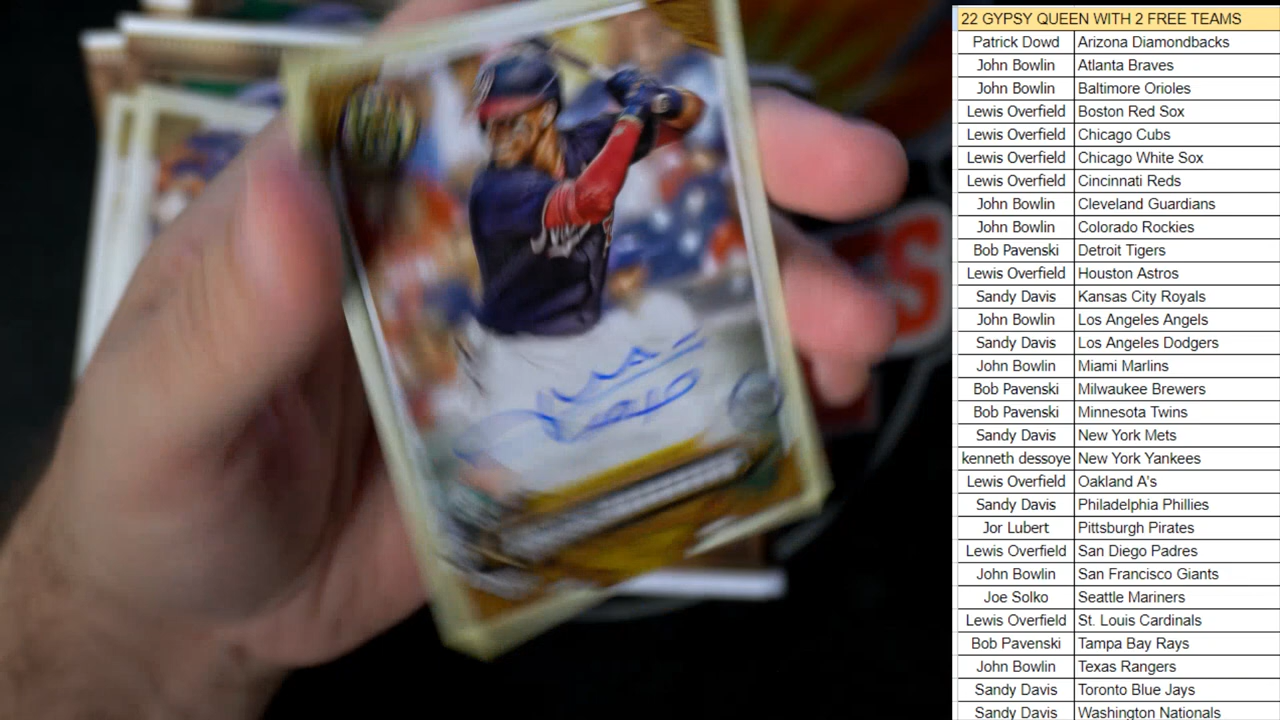 22 GYPSY QUEEN WITH 2 FREE TEAMS
Patrick Dowd Arizona Diamondbacks
John Bowlin Atlanta Braves
John Bowlin Baltimore Orioles
Lewis Overfield Boston Red Sox
Lewis Overfield Chicago Cubs
Lewis Overfield Chicago White Sox
Lewis Overfield Cincinnati Reds
John Bowlin Cleveland Guardians
John Bowlin Colorado Rockies
Bob Pavenski Detroit Tigers
Lewis Overfield Houston Astros
Sandy Davis Kansas City Royals
John Bowlin Los Angeles Angels
Sandy Davis Los Angeles Dodgers
John Bowlin Miami Marlins
Bob Pavenski Milwaukee Brewers
Bob Pavenski Minnesota Twins
Sandy Davis New York Mets
kenneth dessoye New York Yankees
Lewis Overfield Oakland A's
Sandy Davis Philadelphia Phillies
Jor Lubert Pittsburgh Pirates
Lewis Overfield San Diego Padres
John Bowlin San Francisco Giants
Joe Solko Seattle Mariners
Lewis Overfield St. Louis Cardinals
Bob Pavenski Tampa Bay Rays
John Bowlin Texas Rangers
Sandy Davis Toronto Blue Jays
Sandy Davis Washington Nationals